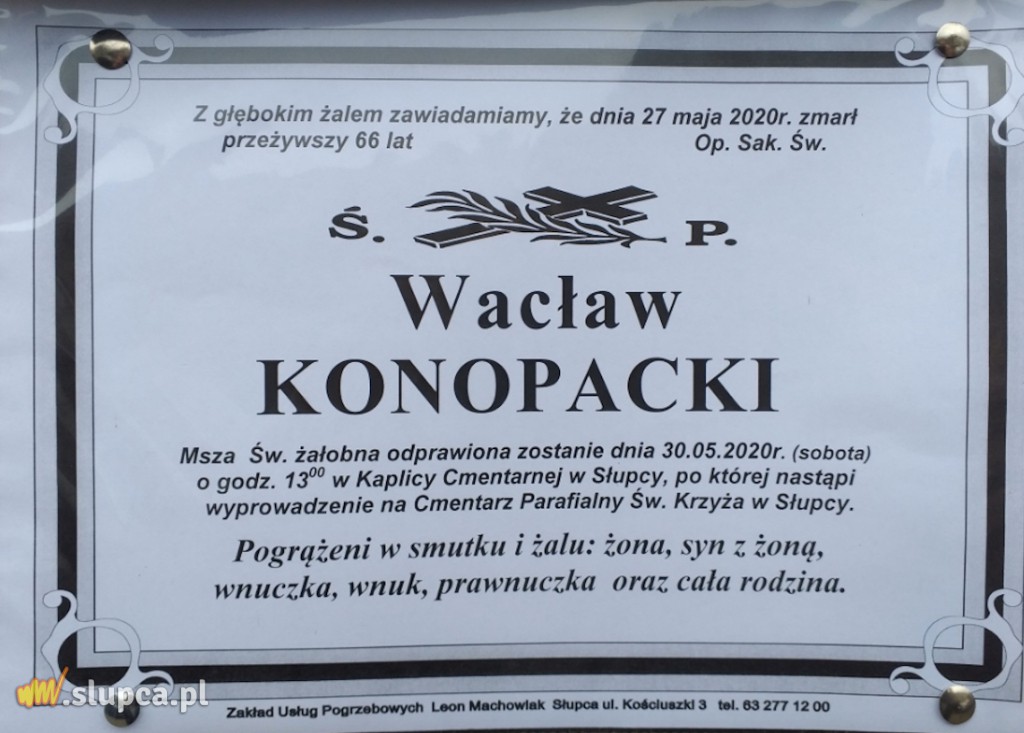 Z głębokim żalem zawiadamiamy, że dnia 27 maja 2020r. zmarł
przeżywszy 66 lat Op. Sak. Św.
Ś. P.
Wacław
KONOPACKI
Msza Św. żałobna odprawiona zostanie dnia 30.05.2020r. (sobota)
o godz. 13⁰⁰ w Kaplicy Cmentarnej w Słupcy, po której nastąpi
wyprowadzenie na Cmentarz Parafialny Św. Krzyża w Słupcy.
Pogrążeni w smutku i żalu: żona, syn z żoną,
wnuczka, wnuk, prawnuczka oraz cała rodzina.
Zakład Usług Pogrzebowych Leon Machowiak Słupca ul. Kościuszki 3 tel. 63 277 12 00
www.slupca.pl